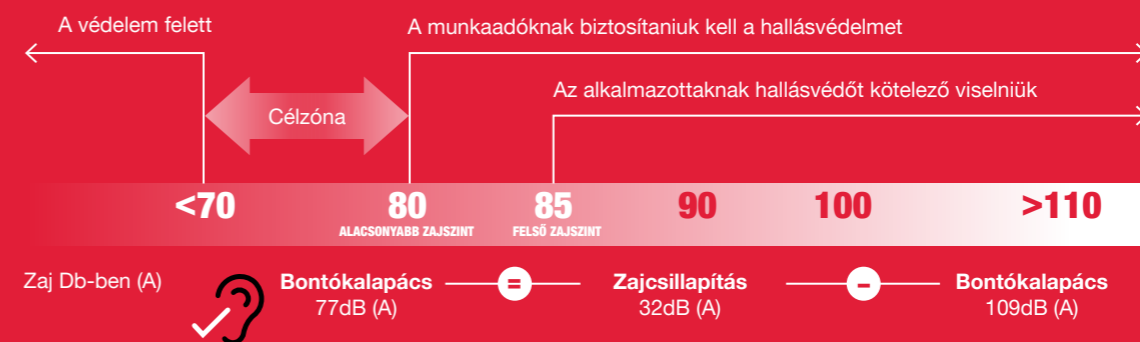 A védelem felett
A munkaadóknak biztosítaniuk kell a hallásvédelmet
Az alkalmazottaknak hallásvédőt kötelező viselniük
Célzóna
<70
80
85
90
100
>110
ALACSONYABB ZAJSZINT
FELSŐ ZAJSZINT
Zaj Db-ben (A)
Bontókalapács
77dB (A)
=
Zajcsillapítás
32dB (A)
-
Bontókalapács
109dB (A)